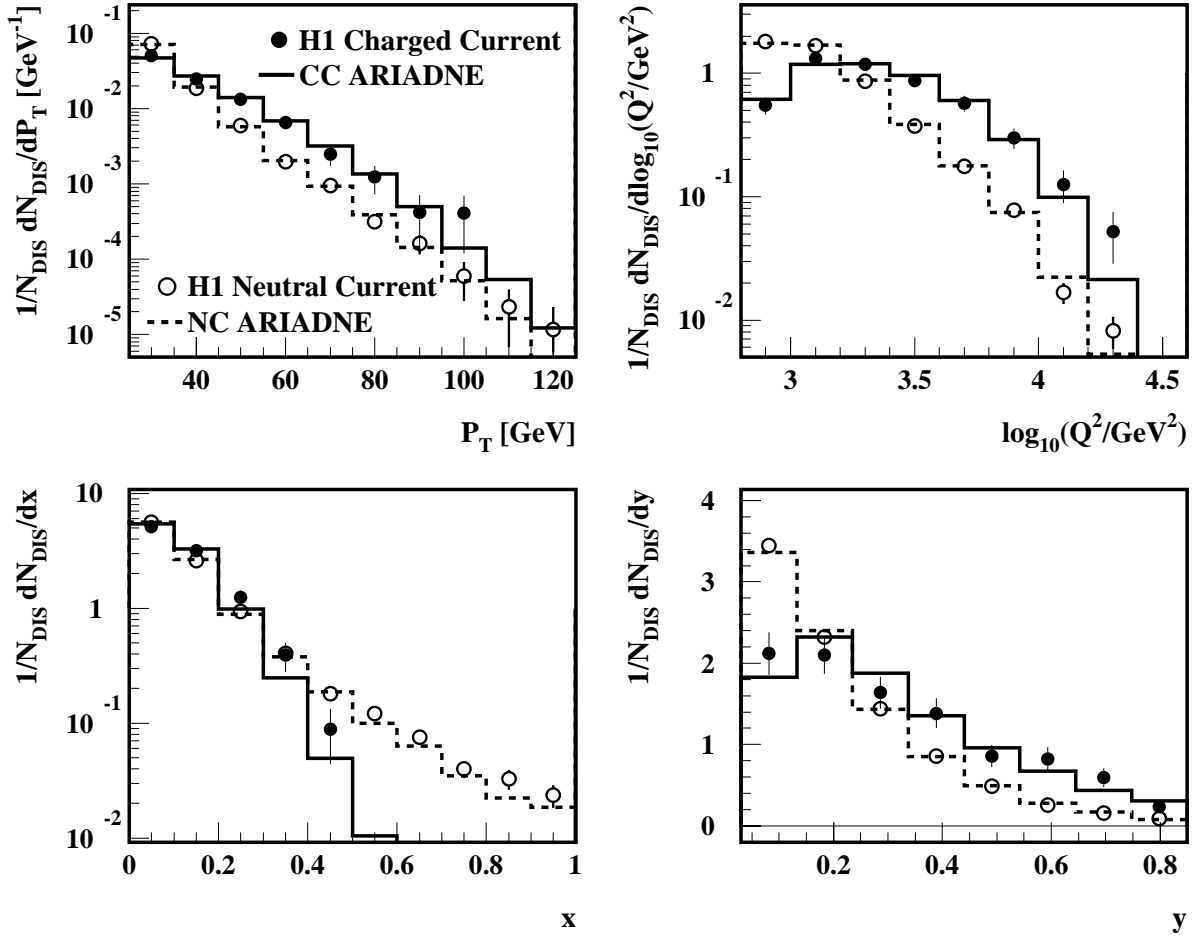 1/N_DIS dN_DIS/dP_T [GeV^-1]
10^-1
10^-2
10^-3
10^-4
10^-5
H1 Charged Current
CC ARIADNE
H1 Neutral Current
NC ARIADNE
40 60 80 100 120
P_T [GeV]
1/N_DIS dN_DIS/dlog_10(Q^2/GeV^2)
1
10^-1
10^-2
3 3.5 4 4.5
log_10(Q^2/GeV^2)
1/N_DIS dN_DIS/dx
10
1
10^-1
10^-2
0 0.2 0.4 0.6 0.8 1
x
1/N_DIS dN_DIS/dy
4
3
2
1
0
0.2 0.4 0.6 0.8
y